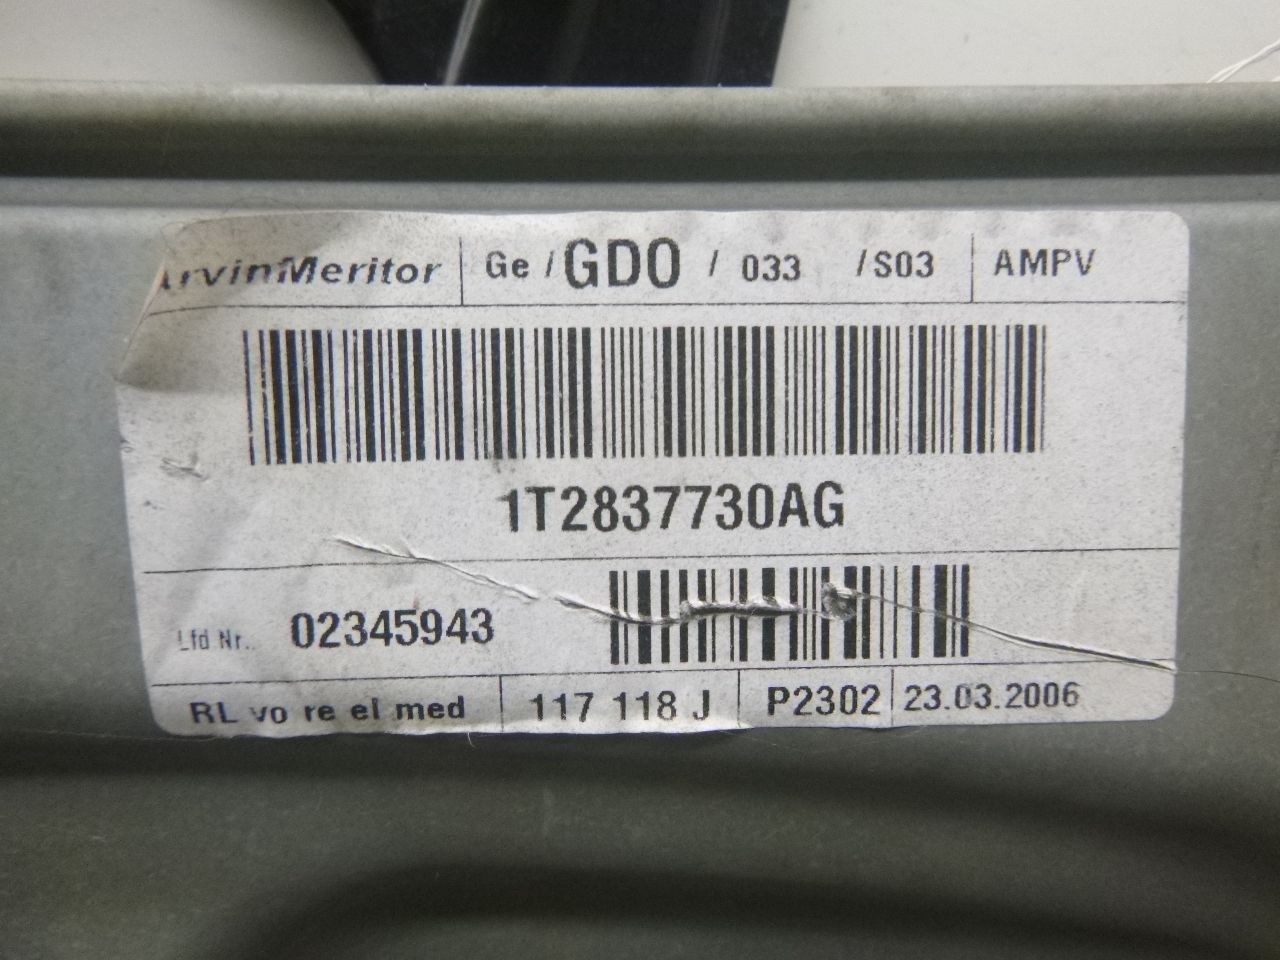 ArvinMeritor Ge / GDO / 033 / S03 AMPV
1T2837730AG
Lfd Nr.. 02345943
RL vo re el med 117 118 J P2302 23.03.2006